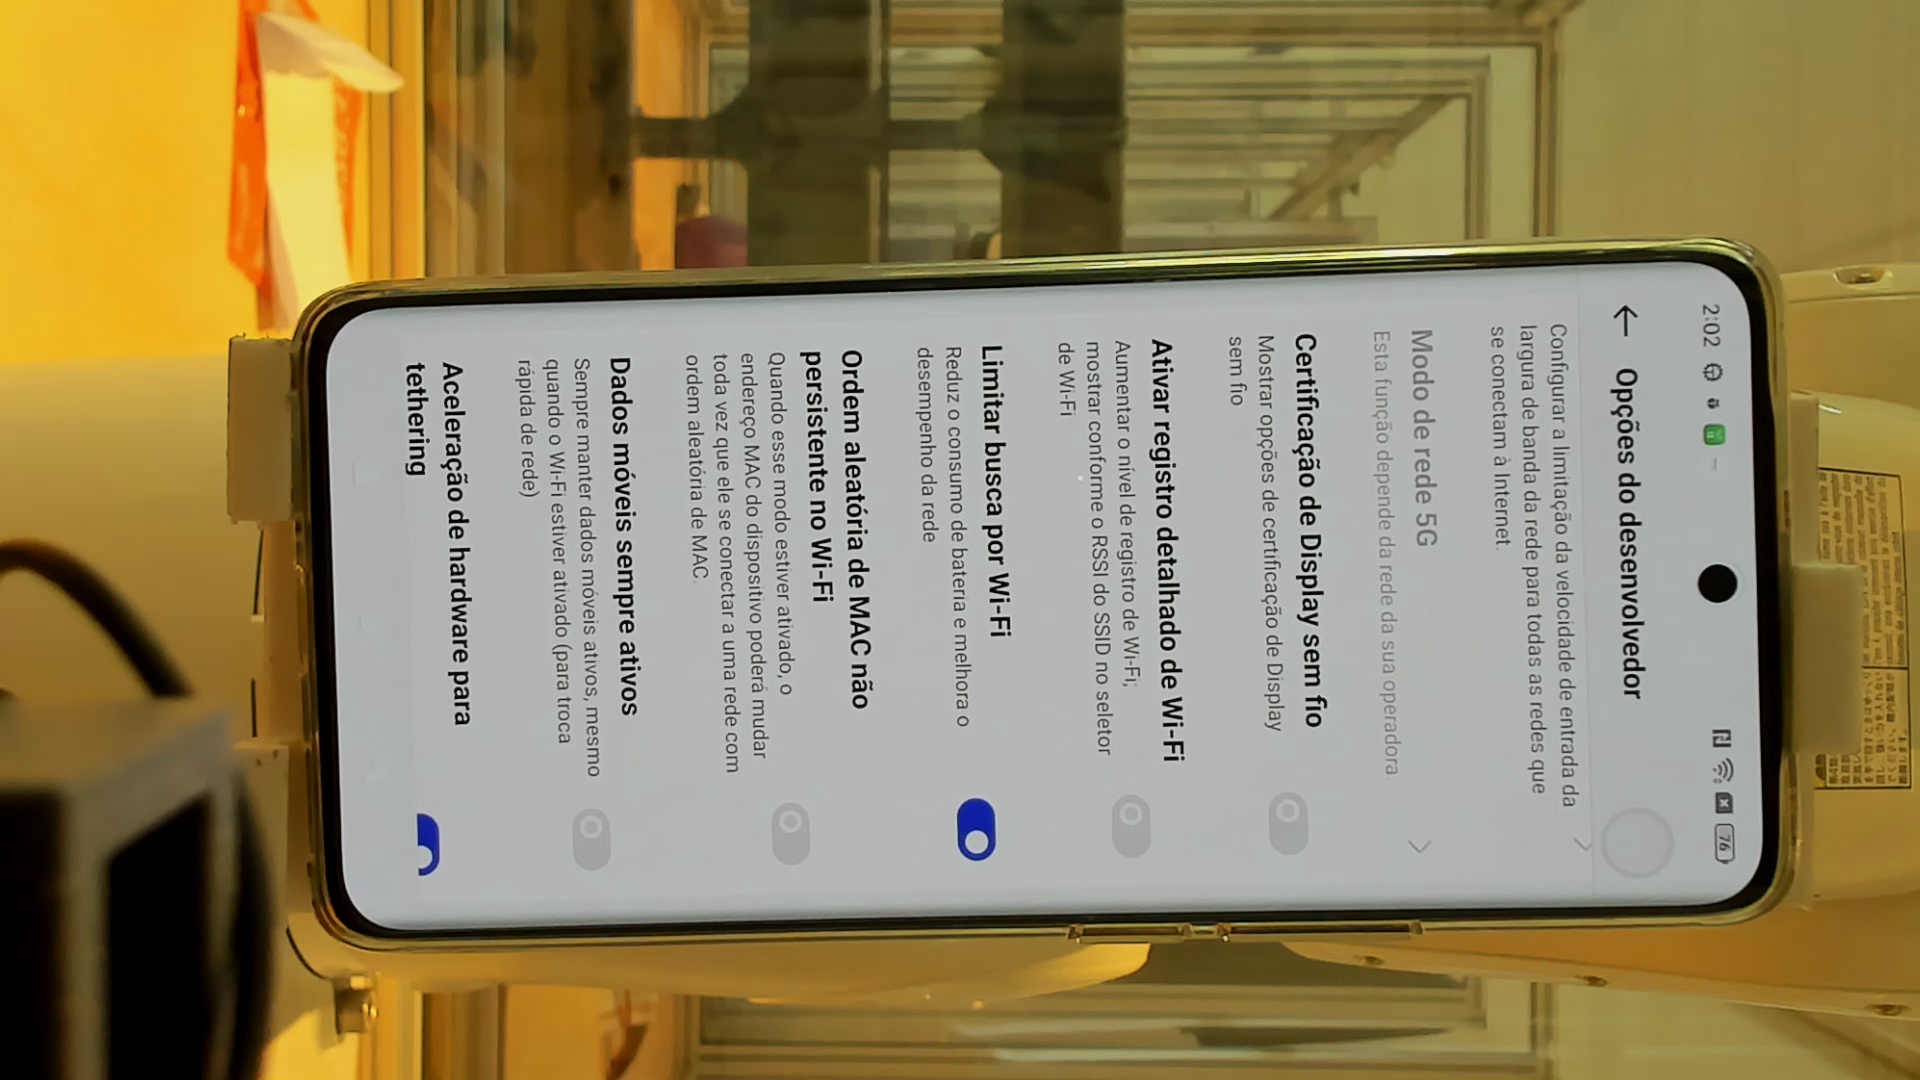 2:02
76
Opções do desenvolvedor
Configurar a limitação da velocidade de entrada da
largura de banda da rede para todas as redes que
se conectam à Internet.
Modo de rede 5G
Esta função depende da rede da sua operadora.
Certificação de Display sem fio
Mostrar opções de certificação de Display
sem fio
Ativar registro detalhado de Wi-Fi
Aumentar o nível de registro de Wi-Fi;
mostrar conforme o RSSI do SSID no seletor
de Wi-Fi
Limitar busca por Wi-Fi
Reduz o consumo de bateria e melhora o
desempenho da rede
Ordem aleatória de MAC não
persistente no Wi-Fi
Quando esse modo estiver ativado, o
endereço MAC do dispositivo poderá mudar
toda vez que ele se conectar a uma rede com
ordem aleatória de MAC.
Dados móveis sempre ativos
Sempre manter dados móveis ativos, mesmo
quando o Wi-Fi estiver ativado (para troca
rápida de rede)
Aceleração de hardware para
tethering